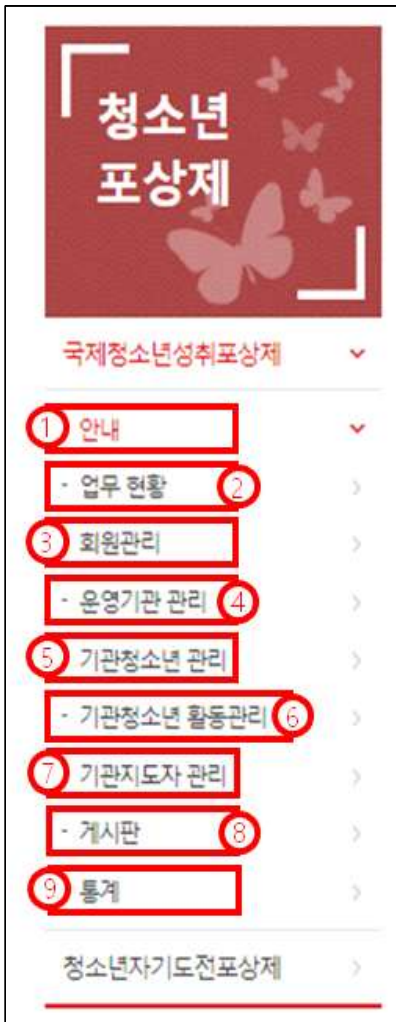 청소년
포상제
국제청소년성취포상제
① 안내
- 업무 현황 ②
③ 회원관리
- 운영기관 관리 ④
⑤ 기관청소년 관리
- 기관청소년 활동관리 ⑥
⑦ 기관지도자 관리
- 게시판 ⑧
⑨ 통계
청소년자기도전포상제